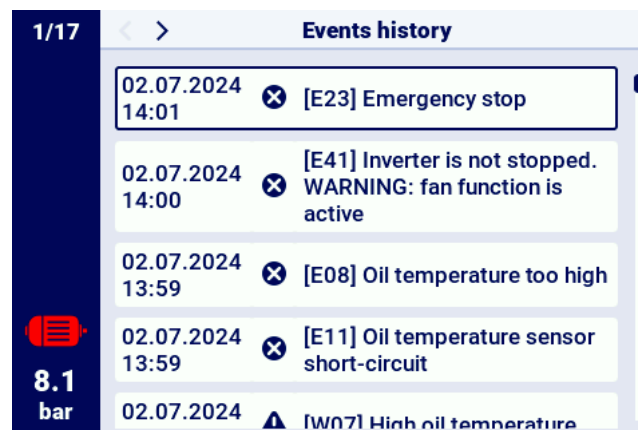 1/17
Events history
02.07.2024
14:01
[E23] Emergency stop
02.07.2024
14:00
[E41] Inverter is not stopped.
WARNING: fan function is
active
02.07.2024
13:59
[E08] Oil temperature too high
02.07.2024
13:59
[E11] Oil temperature sensor
short-circuit
02.07.2024
[W07] High oil temperature
8.1
bar